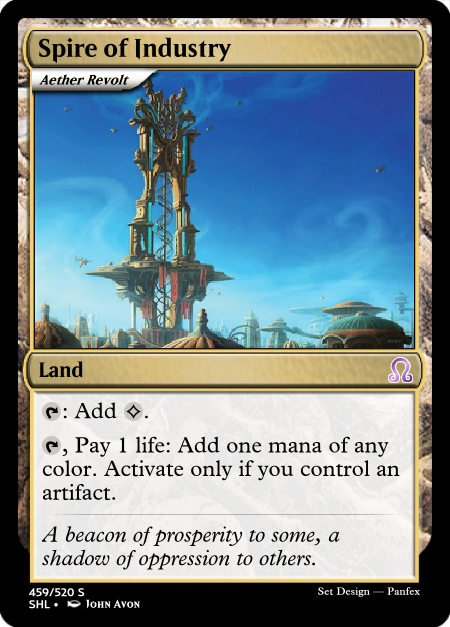 Spire of Industry
Aether Revolt
Land
: Add .
, Pay 1 life: Add one mana of any
color. Activate only if you control an
artifact.
A beacon of prosperity to some, a
shadow of oppression to others.
459/520 S
SHL • John Avon
Set Design — Panfex